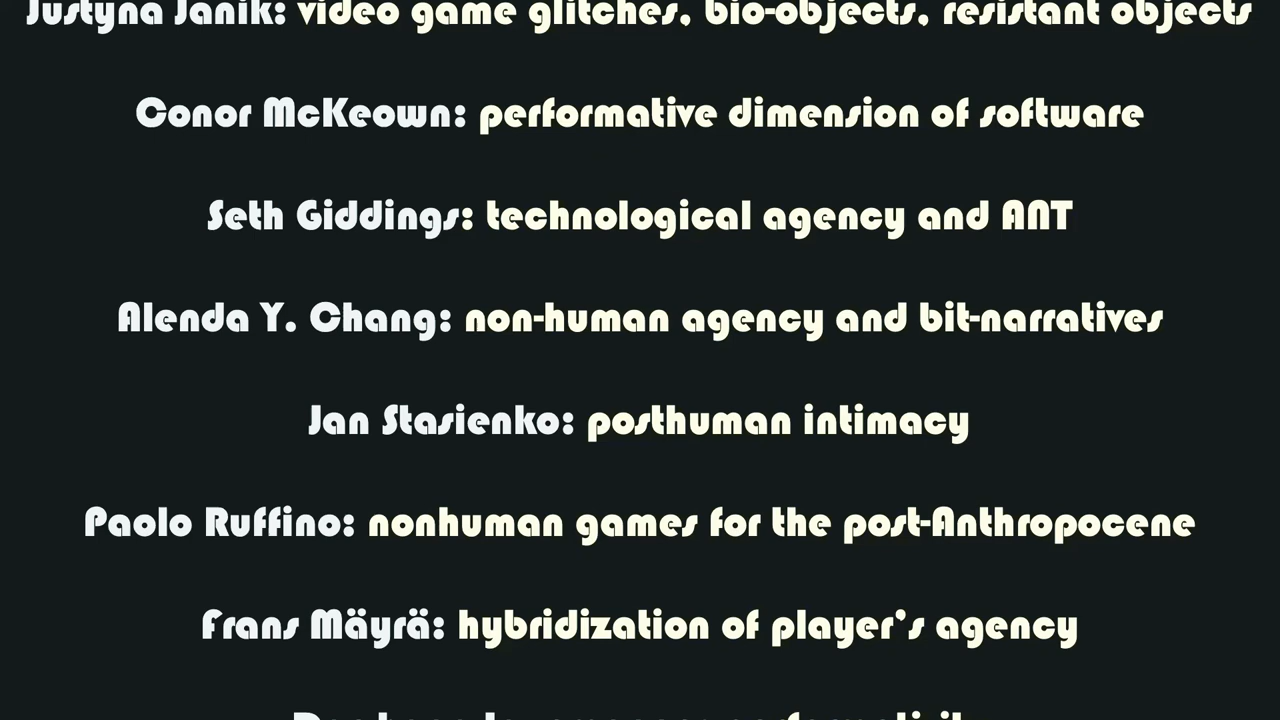 Justyna Janik: video game glitches, bio-objects, resistant objects
Conor McKeown: performative dimension of software
Seth Giddings: technological agency and ANT
Alenda Y. Chang: non-human agency and bit-narratives
Jan Stasienko: posthuman intimacy
Paolo Ruffino: nonhuman games for the post-Anthropocene
Frans Mäyrä: hybridization of player's agency